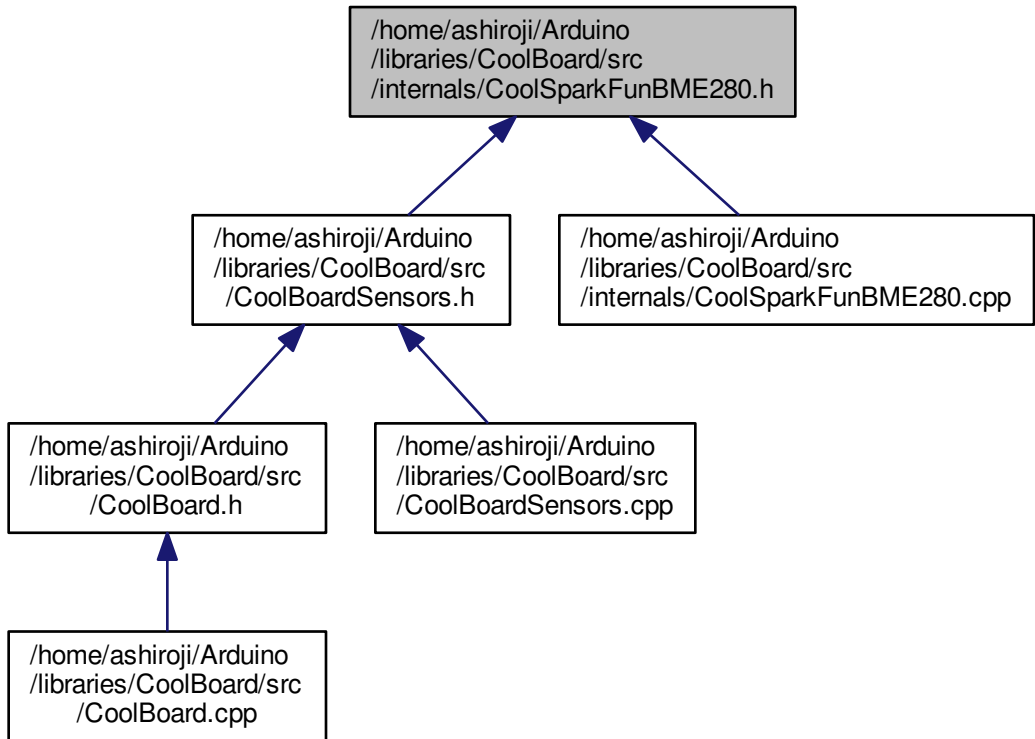 /home/ashiroji/Arduino
/libraries/CoolBoard/src
/internals/CoolSparkFunBME280.h
/home/ashiroji/Arduino
/libraries/CoolBoard/src
/CoolBoardSensors.h
/home/ashiroji/Arduino
/libraries/CoolBoard/src
/internals/CoolSparkFunBME280.cpp
/home/ashiroji/Arduino
/libraries/CoolBoard/src
/CoolBoard.h
/home/ashiroji/Arduino
/libraries/CoolBoard/src
/CoolBoardSensors.cpp
/home/ashiroji/Arduino
/libraries/CoolBoard/src
/CoolBoard.cpp